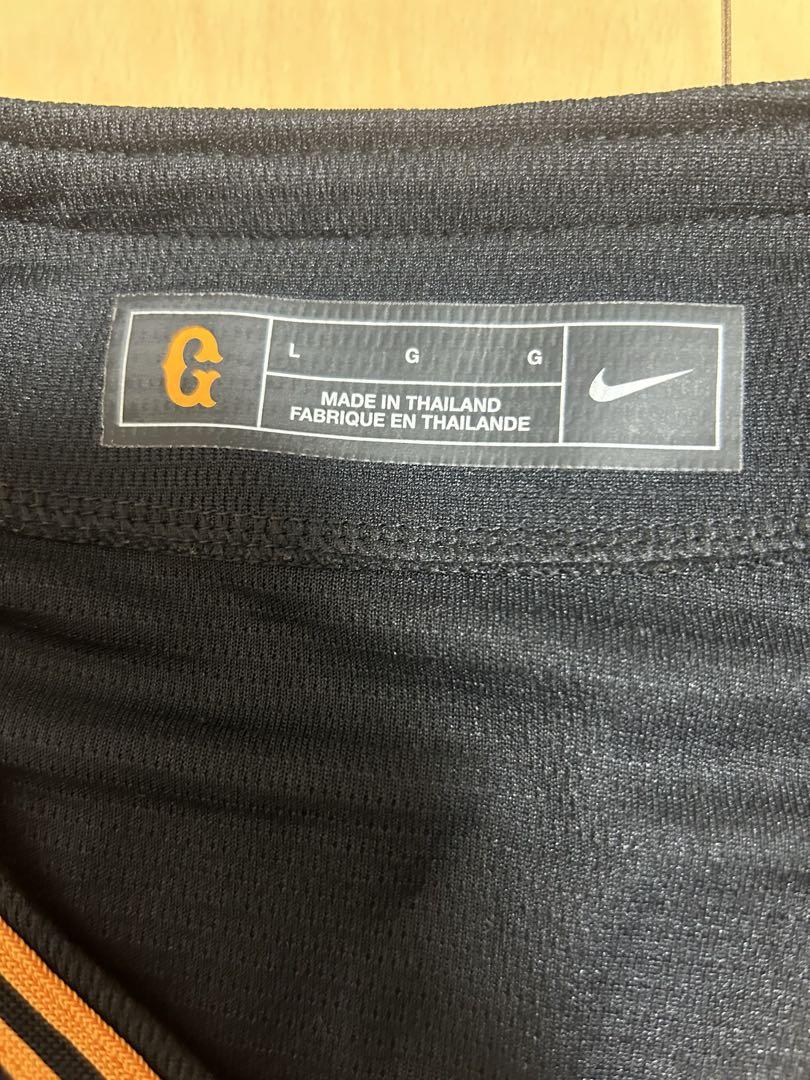 G
L G G
MADE IN THAILAND
FABRIQUE EN THAILANDE